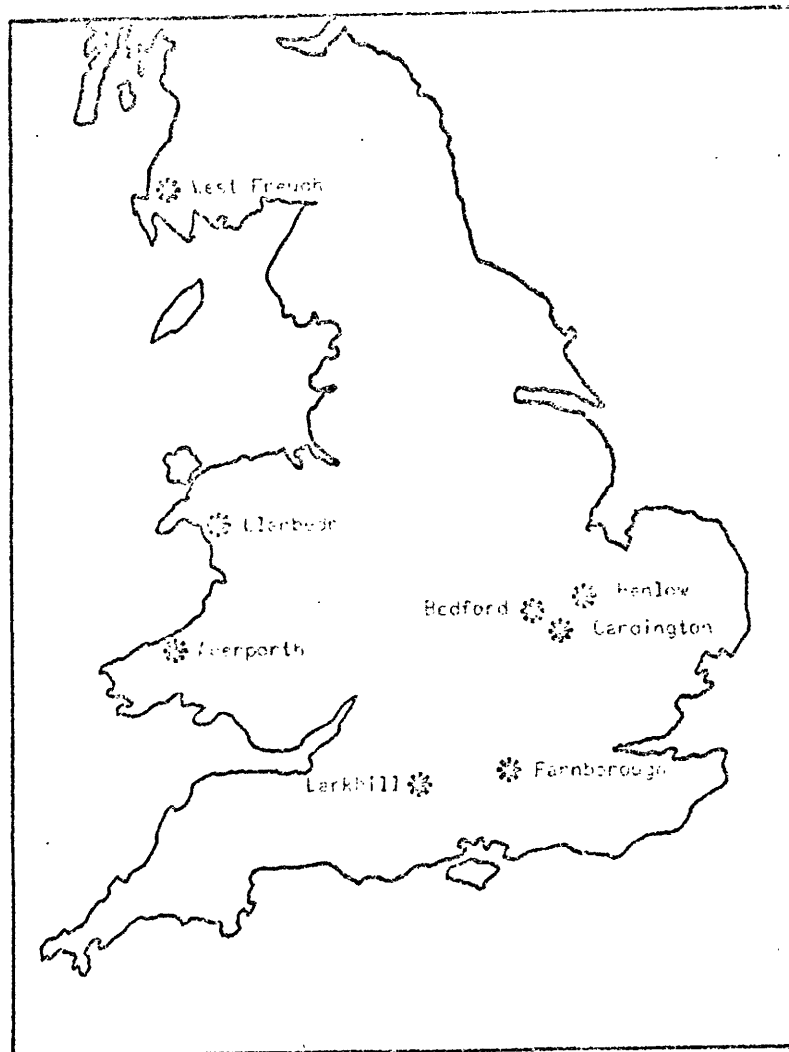 West Freugh
Llanbedr
Henlow
Bedford
Cardington
Aberporth
Farnborough
Larkhill